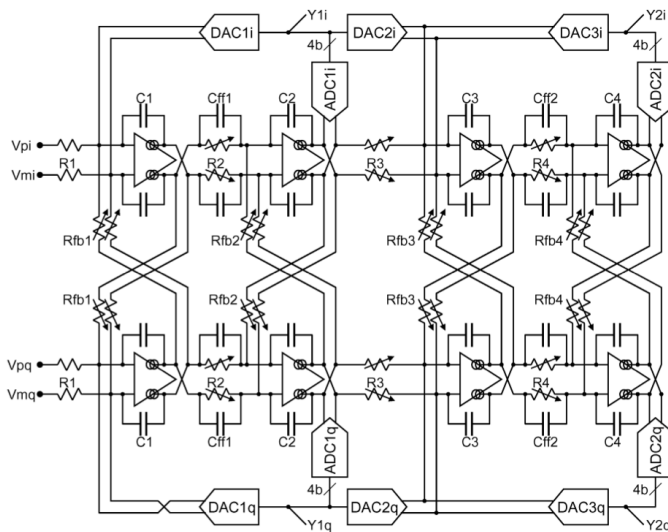 Y1i Y2i
DAC1i DAC2i DAC3i
4b 4b
ADC1i ADC2i
C1 Cff1 C2 C3 Cff2 C4
Vpi
R1 R2 R3 R4
Vmi
Rfb1 Rfb2 Rfb3 Rfb4
Rfb1 Rfb2 Rfb3 Rfb4
Vpq
R1 R2 R3 R4
Vmq
C1 Cff1 C2 C3 Cff2 C4
ADC1q ADC2q
4b 4b
DAC1q DAC2q DAC3q
Y1q Y2q